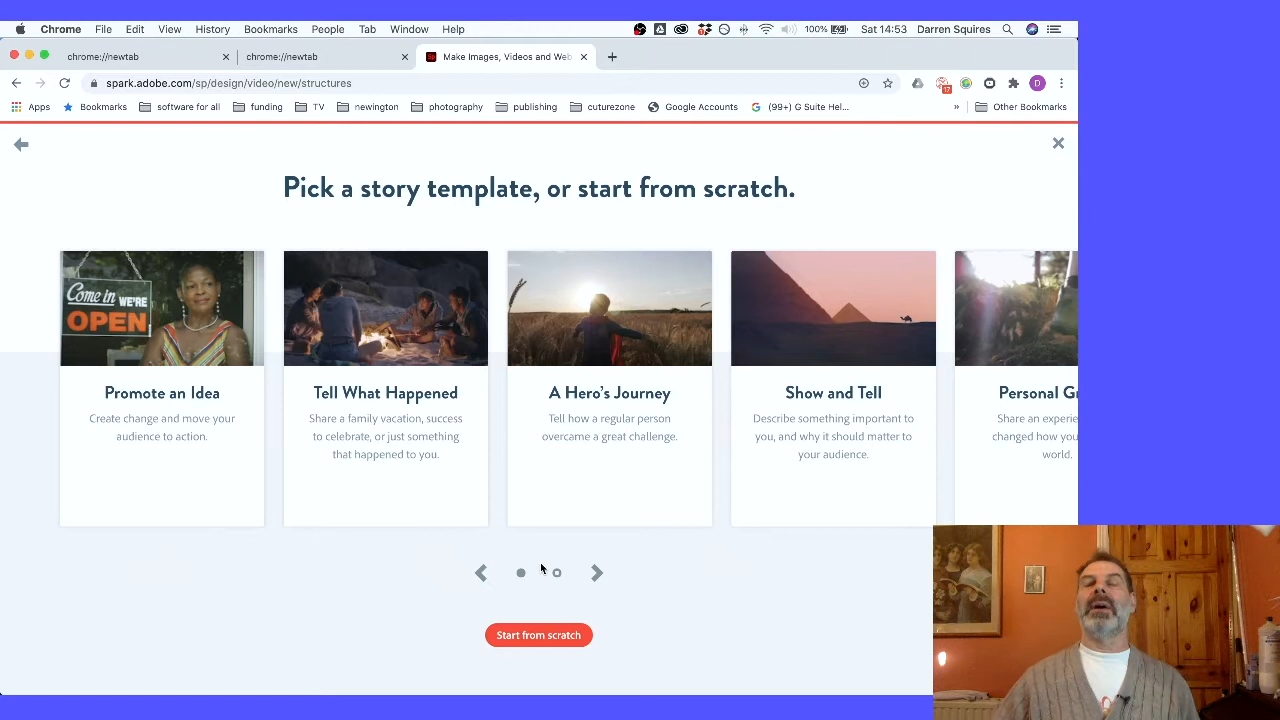 Chrome File Edit View History Bookmarks People Tab Window Help 100% Sat 14:53 Darren Squires
chrome://newtab chrome://newtab Sp Make Images, Videos and Web
spark.adobe.com/sp/design/video/new/structures 17 D
Apps Bookmarks software for all funding TV newington photography publishing cuturezone Google Accounts G (99+) G Suite Hel... » Other Bookmarks
Pick a story template, or start from scratch.
Come in WE'RE
OPEN
Promote an Idea
Create change and move your
audience to action.
Tell What Happened
Share a family vacation, success
to celebrate, or just something
that happened to you.
A Hero's Journey
Tell how a regular person
overcame a great challenge.
Show and Tell
Describe something important to
you, and why it should matter to
your audience.
Personal Gr
Share an experie
changed how you
world.
Start from scratch